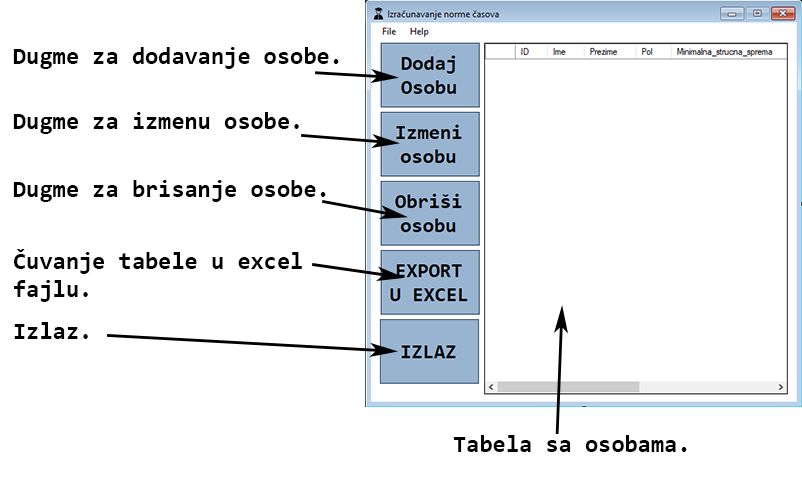 Izračunavanje norme časova
File Help
Dugme za dodavanje osobe.
Dugme za izmenu osobe.
Dugme za brisanje osobe.
Čuvanje tabele u excel
fajlu.
Izlaz.
Dodaj
Osobu
Izmeni
osobu
Obriši
osobu
EXPORT
U EXCEL
IZLAZ
ID Ime Prezime Pol Minimalna_strucna_sprema
Tabela sa osobama.